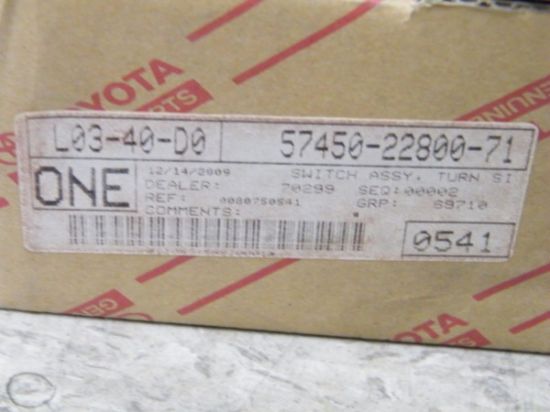 TOYOTA
PARTS
GENUINE
L03-40-D0 57450-22800-71
ONE
12/14/2009 SWITCH ASSY, TURN SI
DEALER: 70299 SEQ:00002
REF: 0080750541 GRP: 69710
COMMENTS:
0541
TOYOTA